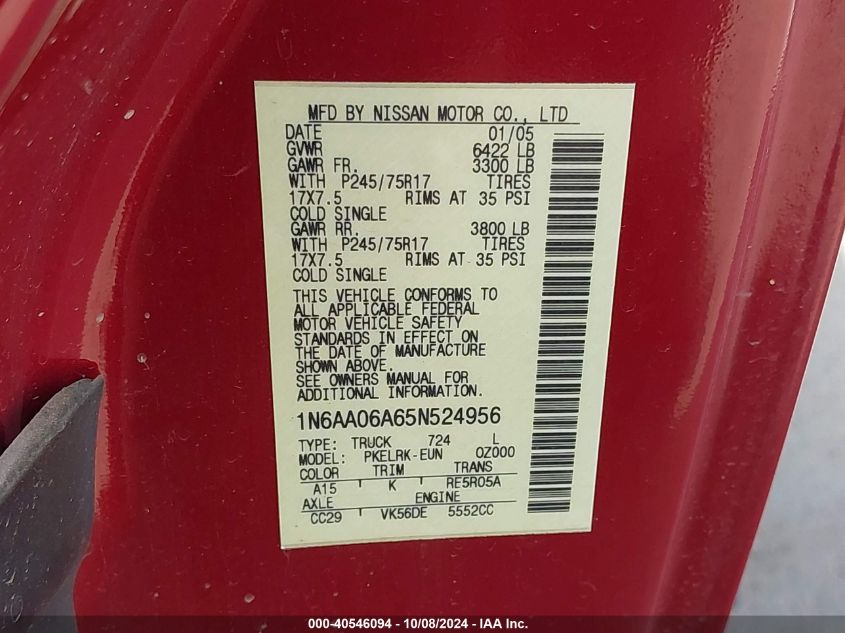 MFD BY NISSAN MOTOR CO., LTD
DATE 01/05
GVWR 6422 LB
GAWR FR. 3300 LB
WITH P245/75R17 TIRES
17X7.5 RIMS AT 35 PSI
COLD SINGLE
GAWR RR. 3800 LB
WITH P245/75R17 TIRES
17X7.5 RIMS AT 35 PSI
COLD SINGLE
THIS VEHICLE CONFORMS TO
ALL APPLICABLE FEDERAL
MOTOR VEHICLE SAFETY
STANDARDS IN EFFECT ON
THE DATE OF MANUFACTURE
SHOWN ABOVE.
SEE OWNERS MANUAL FOR
ADDITIONAL INFORMATION.
1N6AA06A65N524956
TYPE: TRUCK 724 L
MODEL: PKELRK-EUN OZ000
COLOR TRIM TRANS
A15 K RE5R05A
AXLE ENGINE
CC29 VK56DE 5552CC
000-40546094 - 10/08/2024 - IAA Inc.